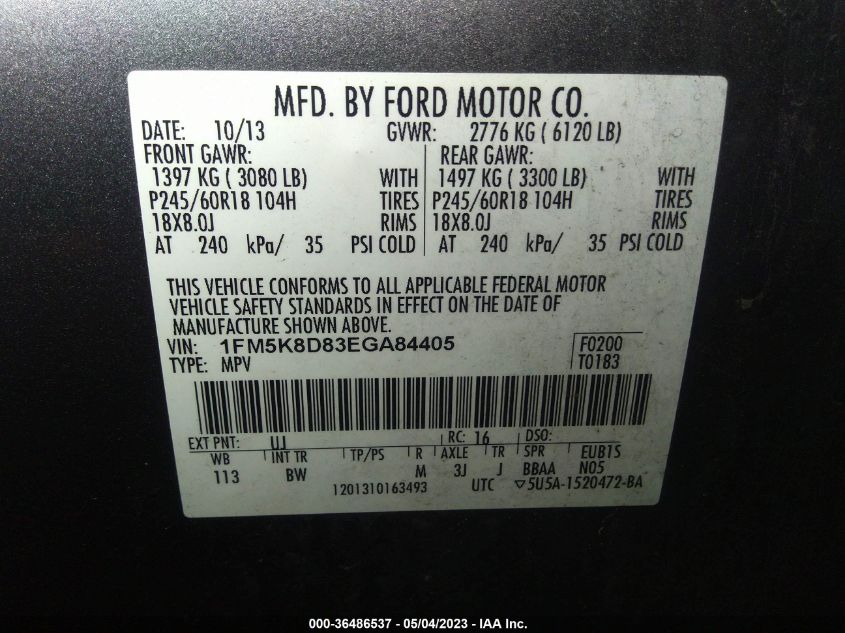 MFD. BY FORD MOTOR CO.
DATE: 10/13 GVWR: 2776 KG ( 6120 LB)
FRONT GAWR: REAR GAWR:
1397 KG ( 3080 LB) WITH 1497 KG ( 3300 LB) WITH
P245/60R18 104H TIRES P245/60R18 104H TIRES
18X8.0J RIMS 18X8.0J RIMS
AT 240 kPa/ 35 PSI COLD AT 240 kPa/ 35 PSI COLD
THIS VEHICLE CONFORMS TO ALL APPLICABLE FEDERAL MOTOR
VEHICLE SAFETY STANDARDS IN EFFECT ON THE DATE OF
MANUFACTURE SHOWN ABOVE.
VIN: 1FM5K8D83EGA84405 F0200
TYPE: MPV T0183
EXT PNT: UJ RC: 16 DSO:
WB INT TR TP/PS R AXLE TR SPR EUB1S
113 BW M 3J J BBAA N05
1201310163493 UTC ▽5U5A-1520472-BA
000-36486537 - 05/04/2023 - IAA Inc.